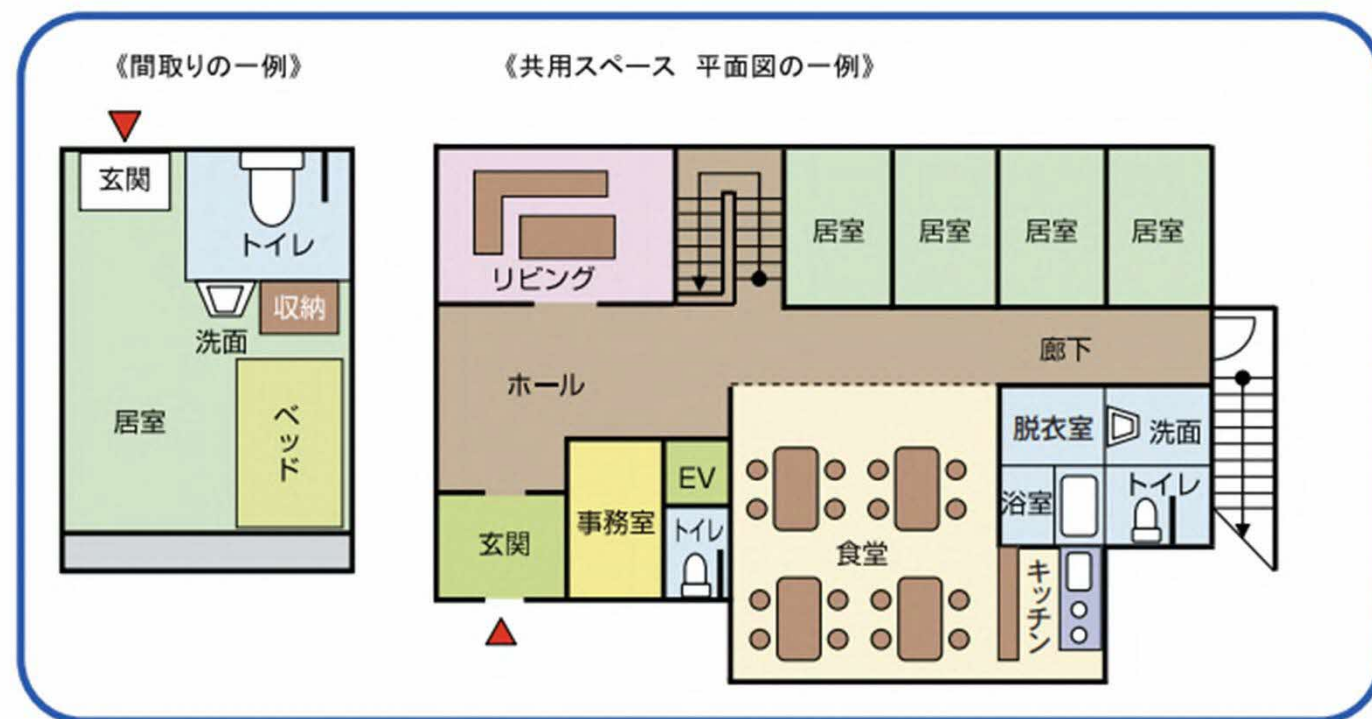 《間取りの一例》
《共用スペース 平面図の一例》
玄関
トイレ
収納
洗面
居室
ベッド
リビング
居室
居室
居室
居室
廊下
ホール
脱衣室
洗面
EV
浴室
トイレ
事務室
トイレ
玄関
食堂
キッチン